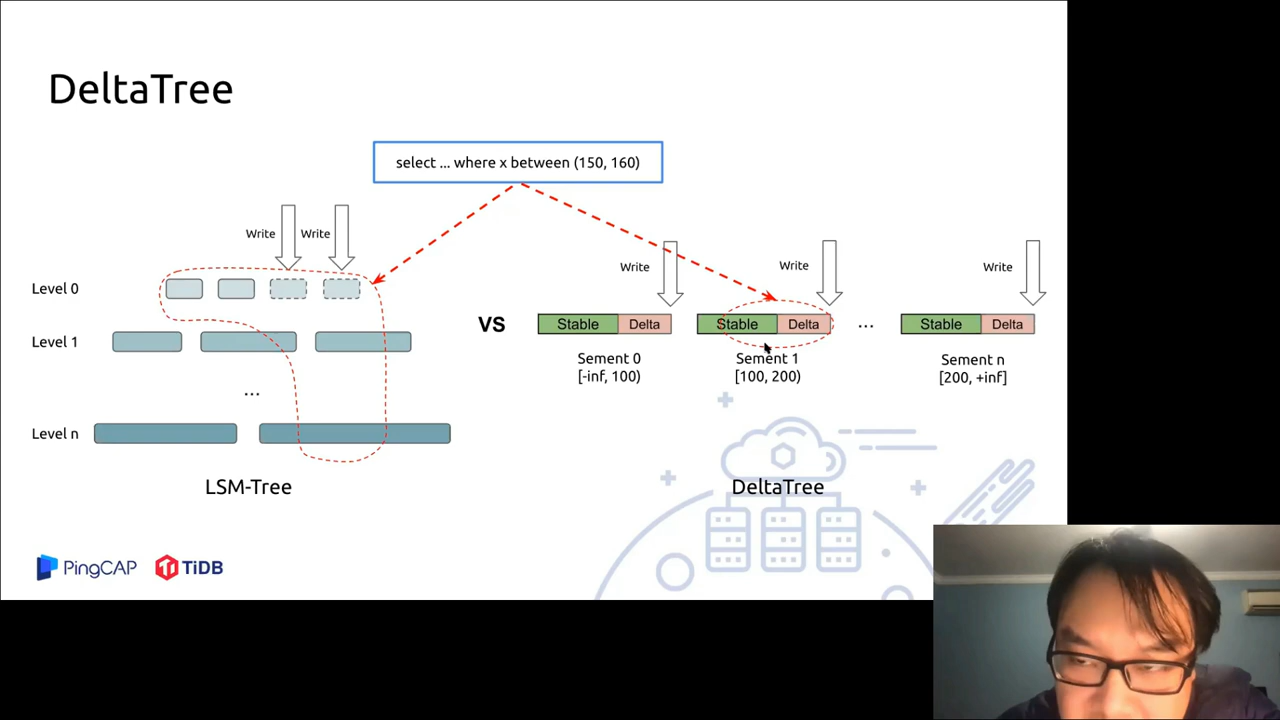 DeltaTree
select ... where x between (150, 160)
Write Write
Write
Write
Write
Level 0
Level 1
...
Level n
LSM-Tree
VS
Stable Delta
Sement 0
[-inf, 100)
Stable Delta
Sement 1
[100, 200)
...
Stable Delta
Sement n
[200, +inf]
DeltaTree
PingCAP TiDB